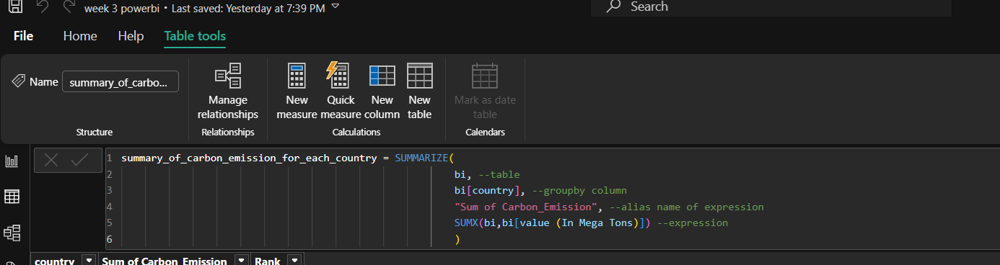 week 3 powerbi • Last saved: Yesterday at 7:39 PM
Search
File Home Help Table tools
Name summary_of_carbo...
Manage relationships
New measure
Quick measure
New column
New table
Mark as date table
Structure
Relationships
Calculations
Calendars
1 summary_of_carbon_emission_for_each_country = SUMMARIZE(
2 bi, --table
3 bi[country], --groupby column
4 "Sum of Carbon_Emission", --alias name of expression
5 SUMX(bi,bi[value (In Mega Tons)]) --expression
6 )
country Sum of Carbon_Emission Rank